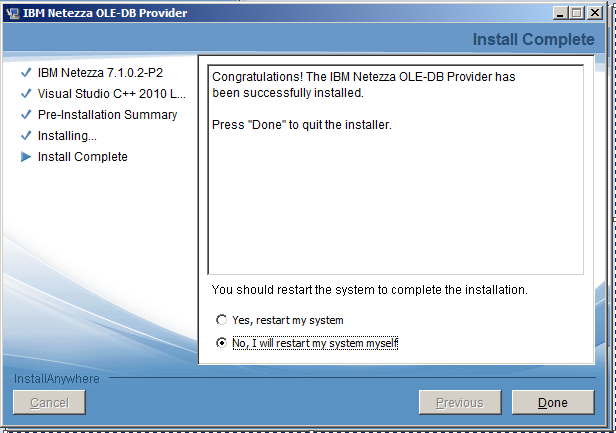 IBM Netezza OLE-DB Provider
Install Complete
IBM Netezza 7.1.0.2-P2
Visual Studio C++ 2010 L...
Pre-Installation Summary
Installing...
Install Complete
Congratulations! The IBM Netezza OLE-DB Provider has
been successfully installed.
Press "Done" to quit the installer.
You should restart the system to complete the installation.
Yes, restart my system
No, I will restart my system myself
InstallAnywhere
Cancel
Previous
Done